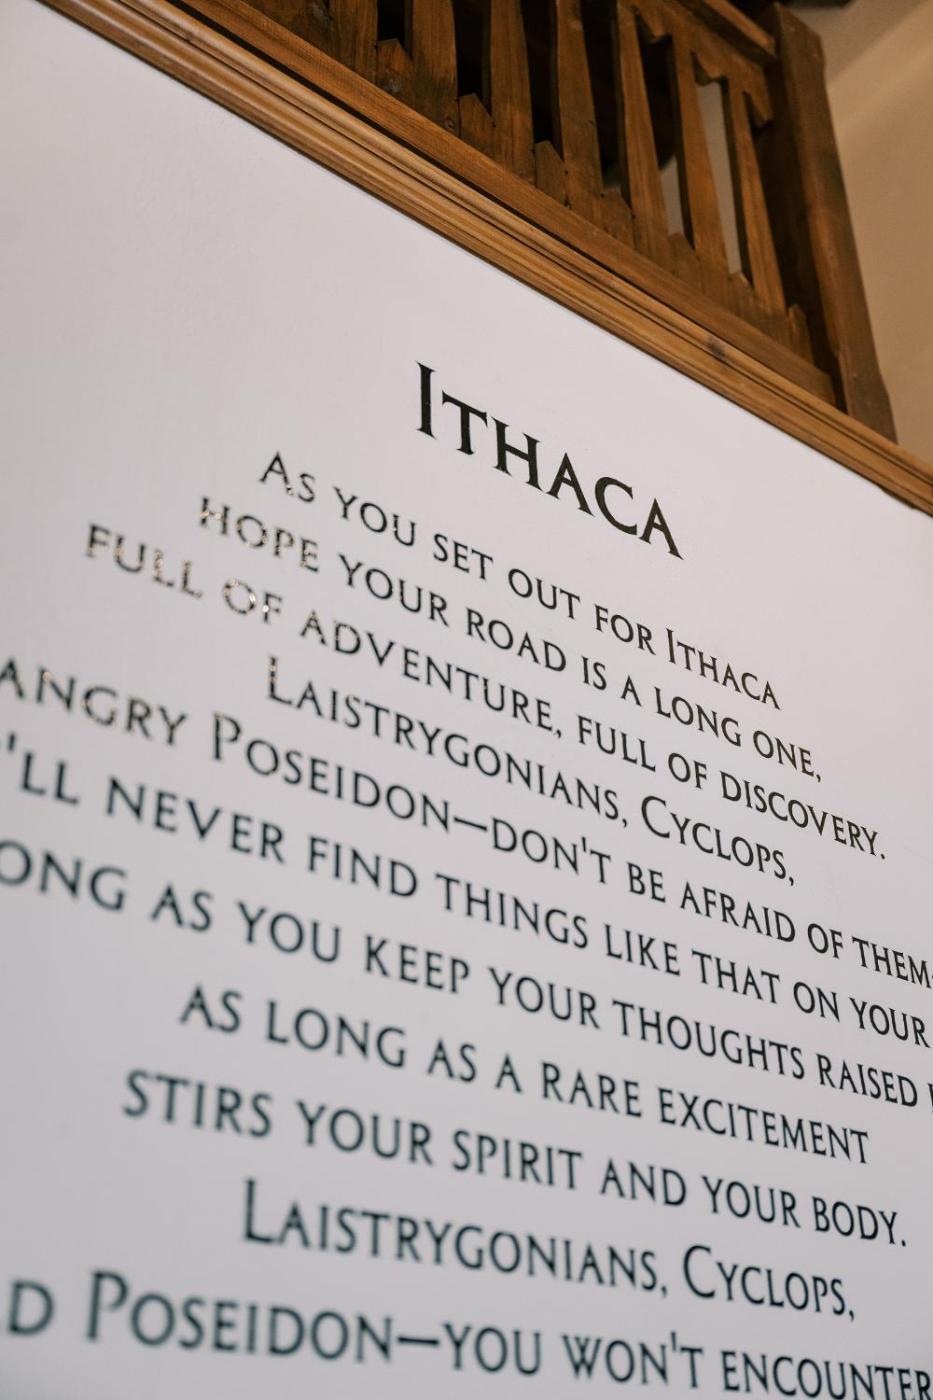 Ithaca
As you set out for Ithaca
hope your road is a long one,
full of adventure, full of discovery.
Laistrygonians, Cyclops,
angry Poseidon—don't be afraid of them
'll never find things like that on your
ong as you keep your thoughts raised
as long as a rare excitement
stirs your spirit and your body.
Laistrygonians, Cyclops,
d Poseidon—you won't encounter